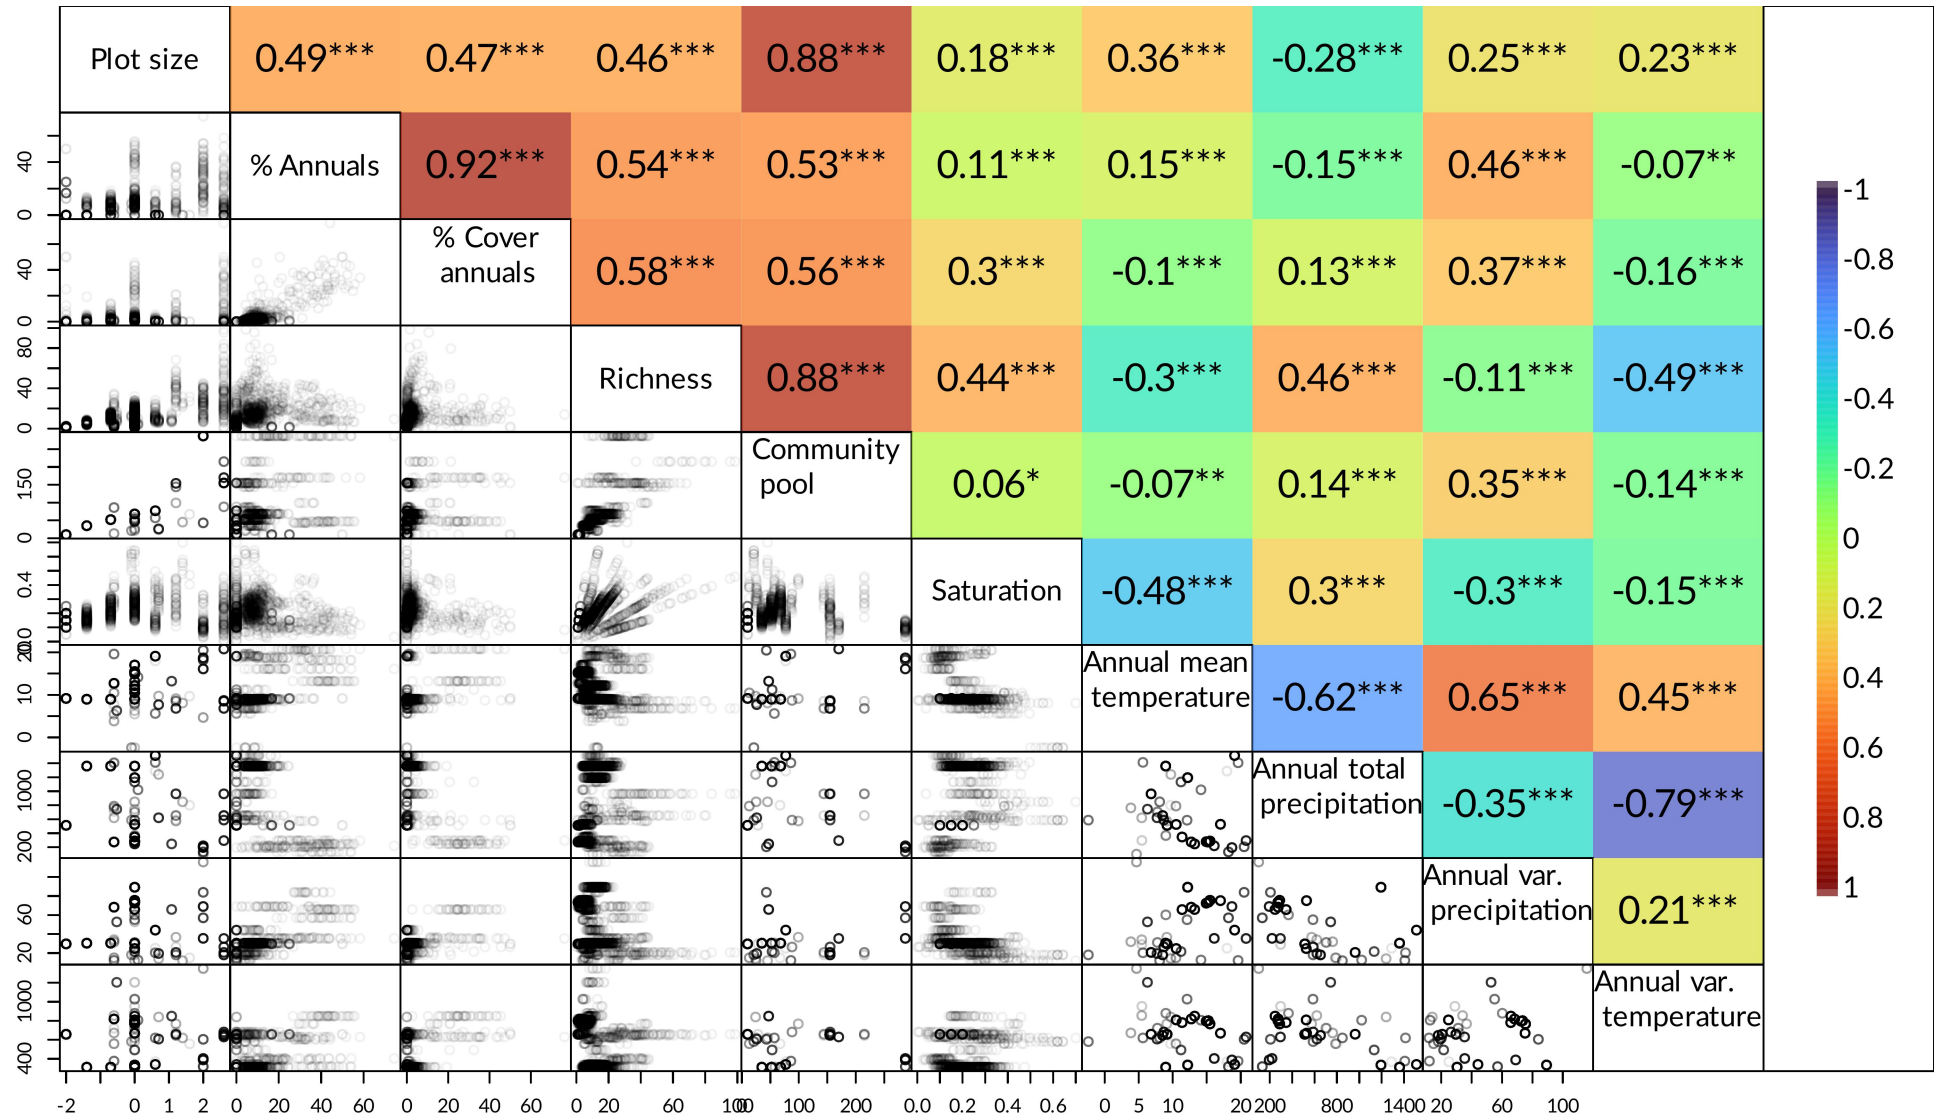 Plot size 0.49*** 0.47*** 0.46*** 0.88*** 0.18*** 0.36*** -0.28*** 0.25*** 0.23***
40 0 % Annuals 0.92*** 0.54*** 0.53*** 0.11*** 0.15*** -0.15*** 0.46*** -0.07**
-1
40 0 % Cover
annuals 0.58*** 0.56*** 0.3*** -0.1*** 0.13*** 0.37*** -0.16***
-0.8
-0.6
80 40 0 Richness 0.88*** 0.44*** -0.3*** 0.46*** -0.11*** -0.49***
-0.4
150 0 Community
pool 0.06* -0.07** 0.14*** 0.35*** -0.14***
-0.2
0
0.4 0.0 Saturation -0.48*** 0.3*** -0.3*** -0.15***
0.2
20 10 0 Annual mean
temperature -0.62*** 0.65*** 0.45***
0.4
0.6
1000 200 Annual total
precipitation -0.35*** -0.79***
0.8
60 20 Annual var.
precipitation 0.21***
1
1000 400 Annual var.
temperature
-2 0 1 2 0 20 40 60 0 20 40 60 0 20 60 100 0 100 200 0.0 0.2 0.4 0.6 0 5 10 20 200 800 1400 20 60 100